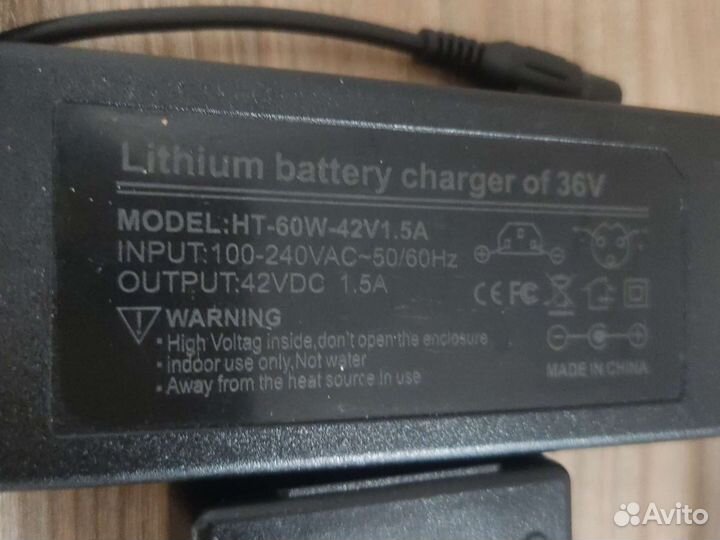 Lithium battery charger of 36V
MODEL:HT-60W-42V1.5A
INPUT:100-240VAC~50/60Hz
OUTPUT:42VDC 1.5A
CE FC
WARNING
· High Voltag inside,don't open the enclosure
· indoor use only,Not water
· Away from the heat source in use
MADE IN CHINA
Avito